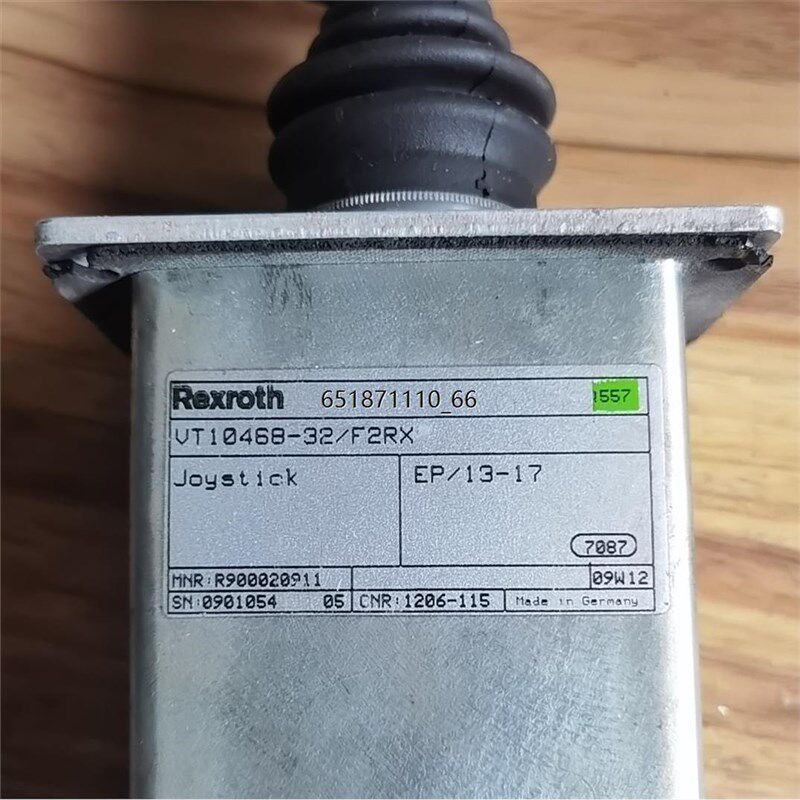 Rexroth 651871110_66 1557
VT10468-32/F2RX
Joystick EP/13-17
7087
MNR:R900020911 09W12
SN:0901054 05 CNR:1206-115 Made in Germany